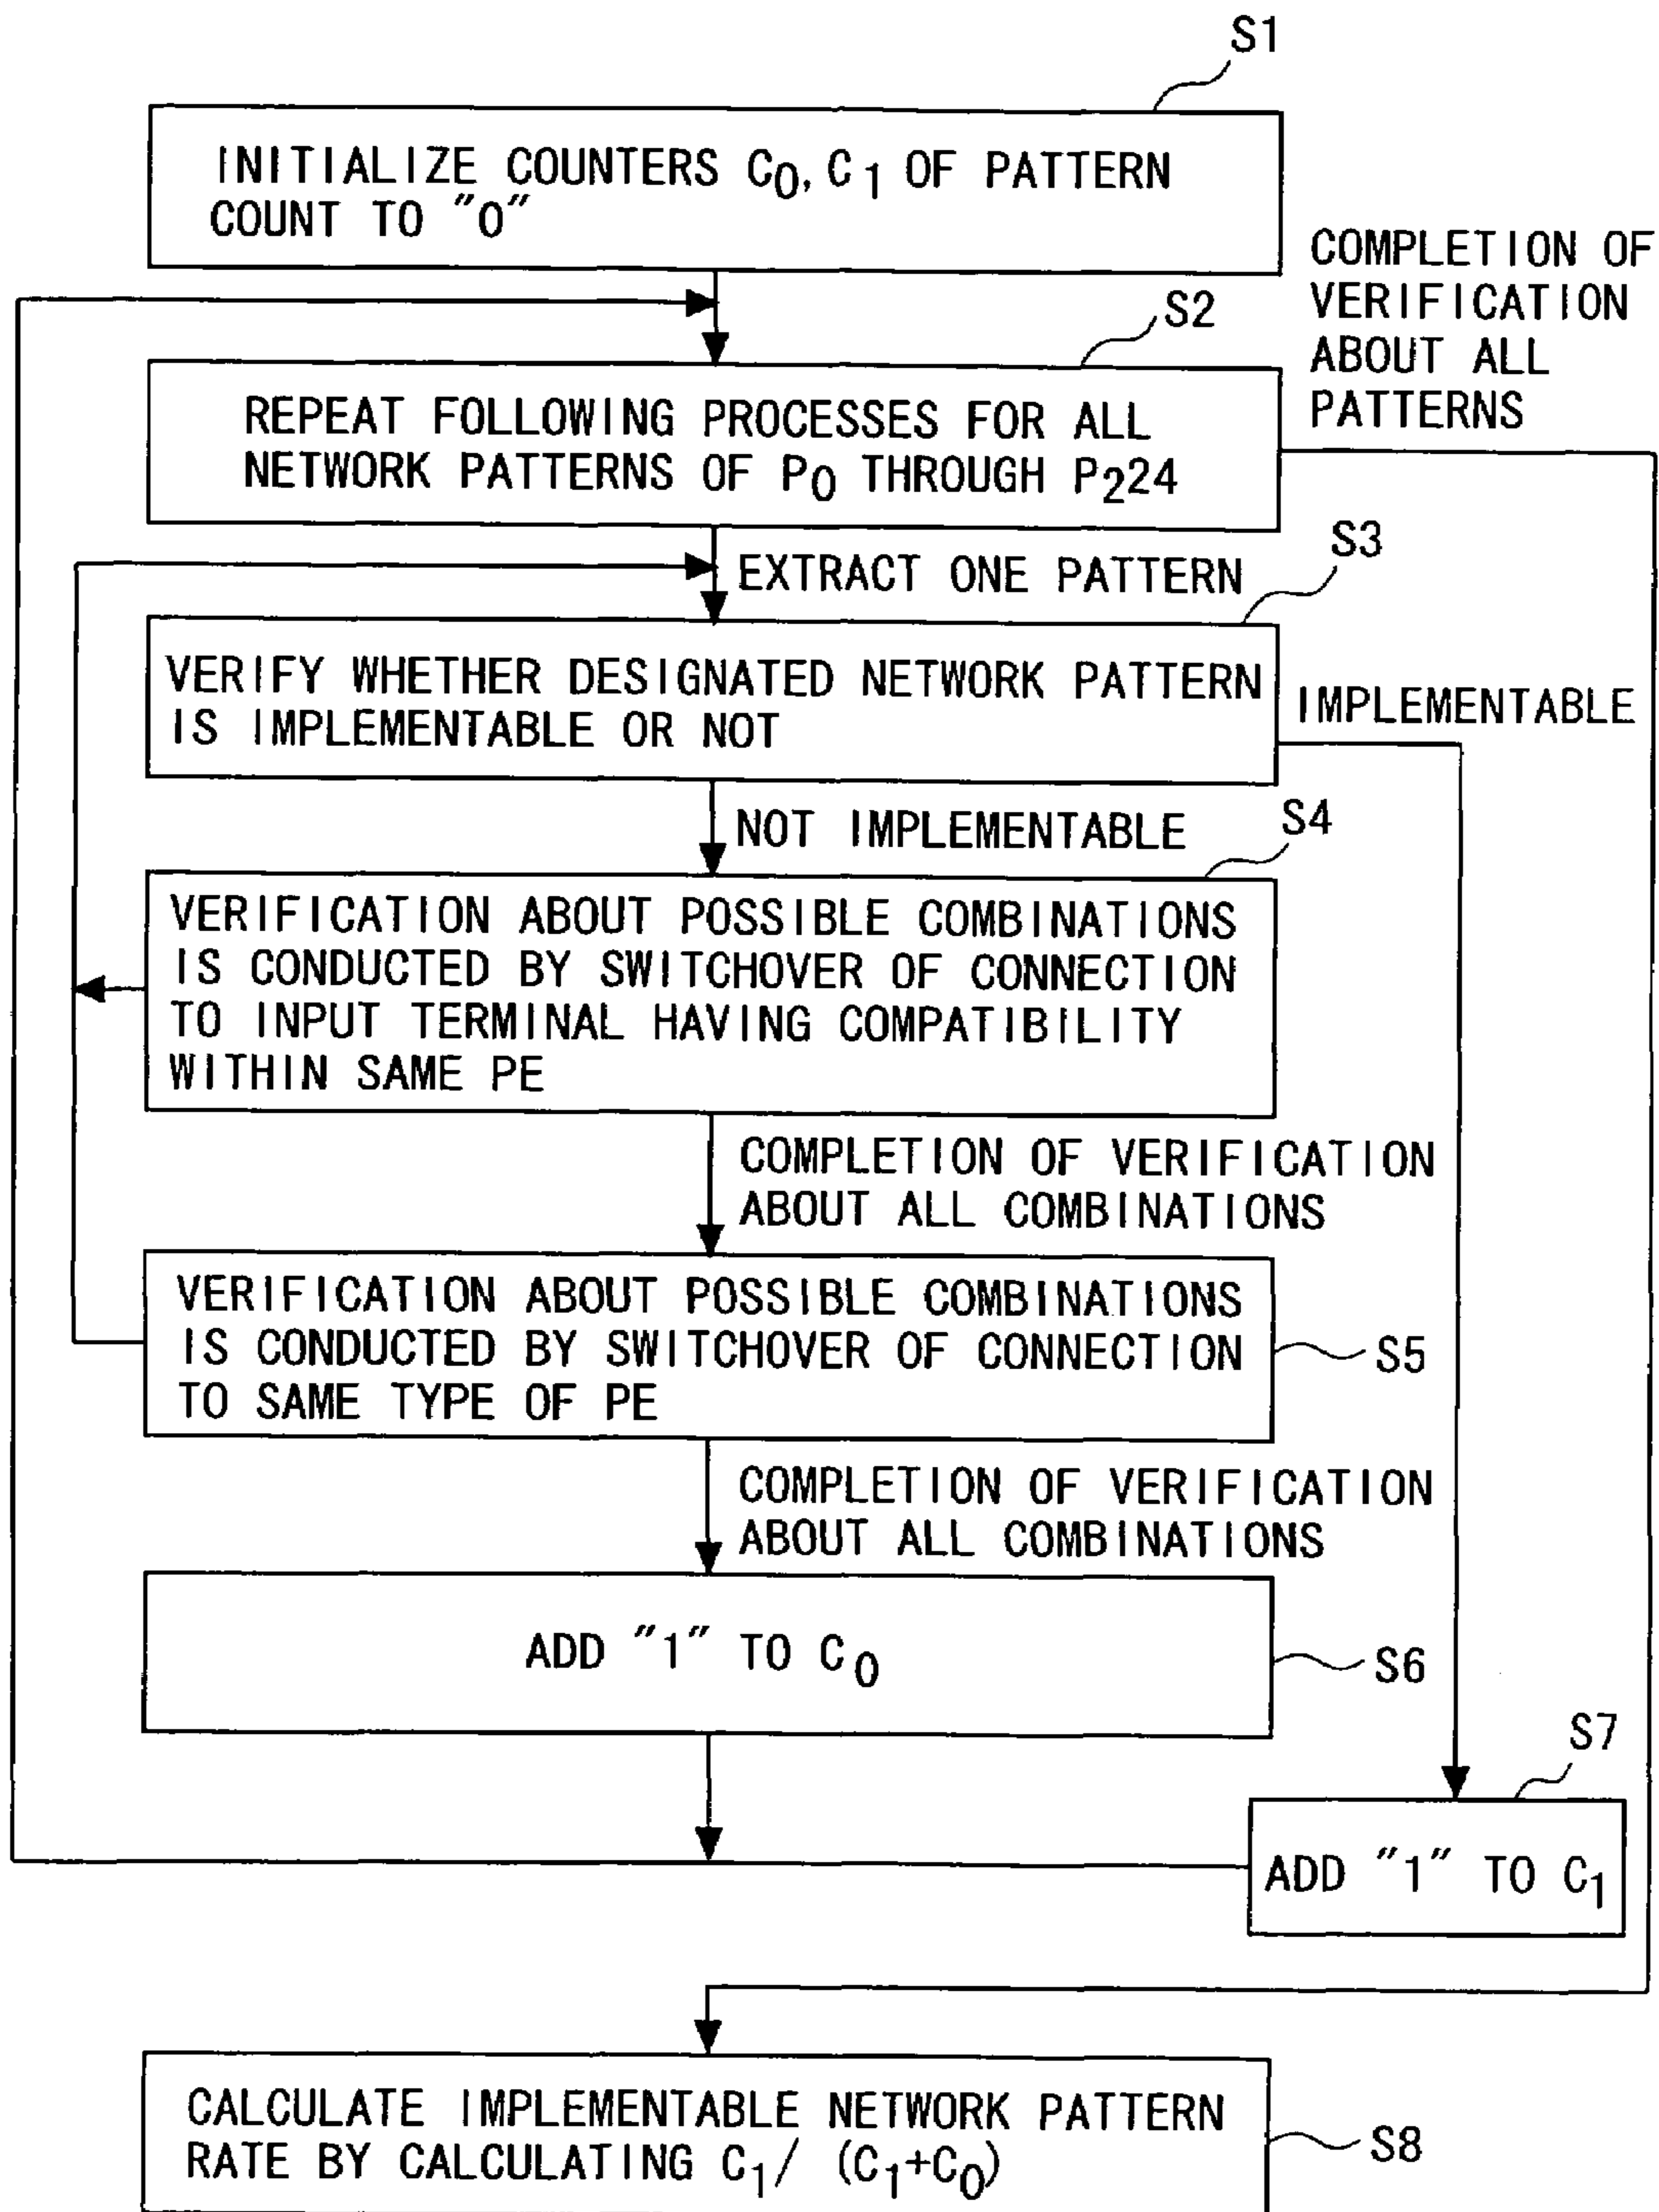 S1
INITIALIZE COUNTERS C0, C1 OF PATTERN
COUNT TO "0"
COMPLETION OF
VERIFICATION
ABOUT ALL
PATTERNS
S2
REPEAT FOLLOWING PROCESSES FOR ALL
NETWORK PATTERNS OF P0 THROUGH P224
EXTRACT ONE PATTERN
S3
VERIFY WHETHER DESIGNATED NETWORK PATTERN
IS IMPLEMENTABLE OR NOT
IMPLEMENTABLE
NOT IMPLEMENTABLE
S4
VERIFICATION ABOUT POSSIBLE COMBINATIONS
IS CONDUCTED BY SWITCHOVER OF CONNECTION
TO INPUT TERMINAL HAVING COMPATIBILITY
WITHIN SAME PE
COMPLETION OF VERIFICATION
ABOUT ALL COMBINATIONS
VERIFICATION ABOUT POSSIBLE COMBINATIONS
IS CONDUCTED BY SWITCHOVER OF CONNECTION
TO SAME TYPE OF PE
S5
COMPLETION OF VERIFICATION
ABOUT ALL COMBINATIONS
ADD "1" TO C0
S6
S7
ADD "1" TO C1
CALCULATE IMPLEMENTABLE NETWORK PATTERN
RATE BY CALCULATING C1/ (C1+C0)
S8